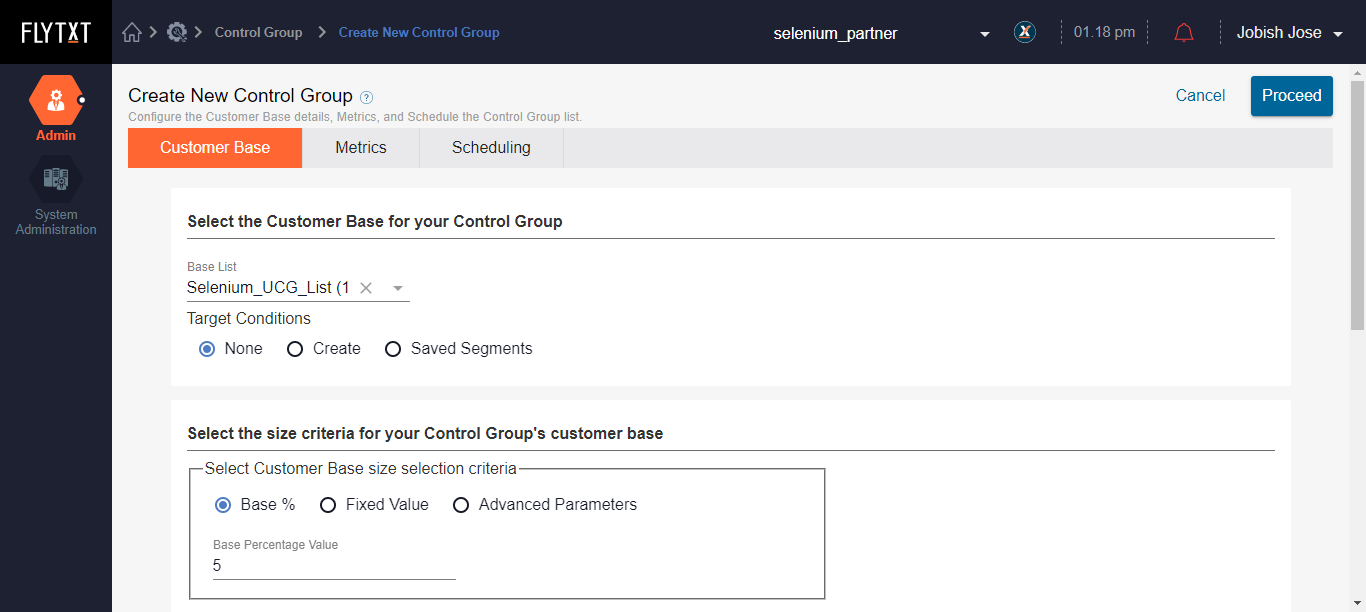 FLYTXT
Control Group
Create New Control Group
selenium_partner
X
01.18 pm
Jobish Jose
Admin
System
Administration
Create New Control Group ?
Cancel
Proceed
Configure the Customer Base details, Metrics, and Schedule the Control Group list.
Customer Base
Metrics
Scheduling
Select the Customer Base for your Control Group
Base List
Selenium_UCG_List (1
Target Conditions
None
Create
Saved Segments
Select the size criteria for your Control Group's customer base
Select Customer Base size selection criteria
Base %
Fixed Value
Advanced Parameters
Base Percentage Value
5